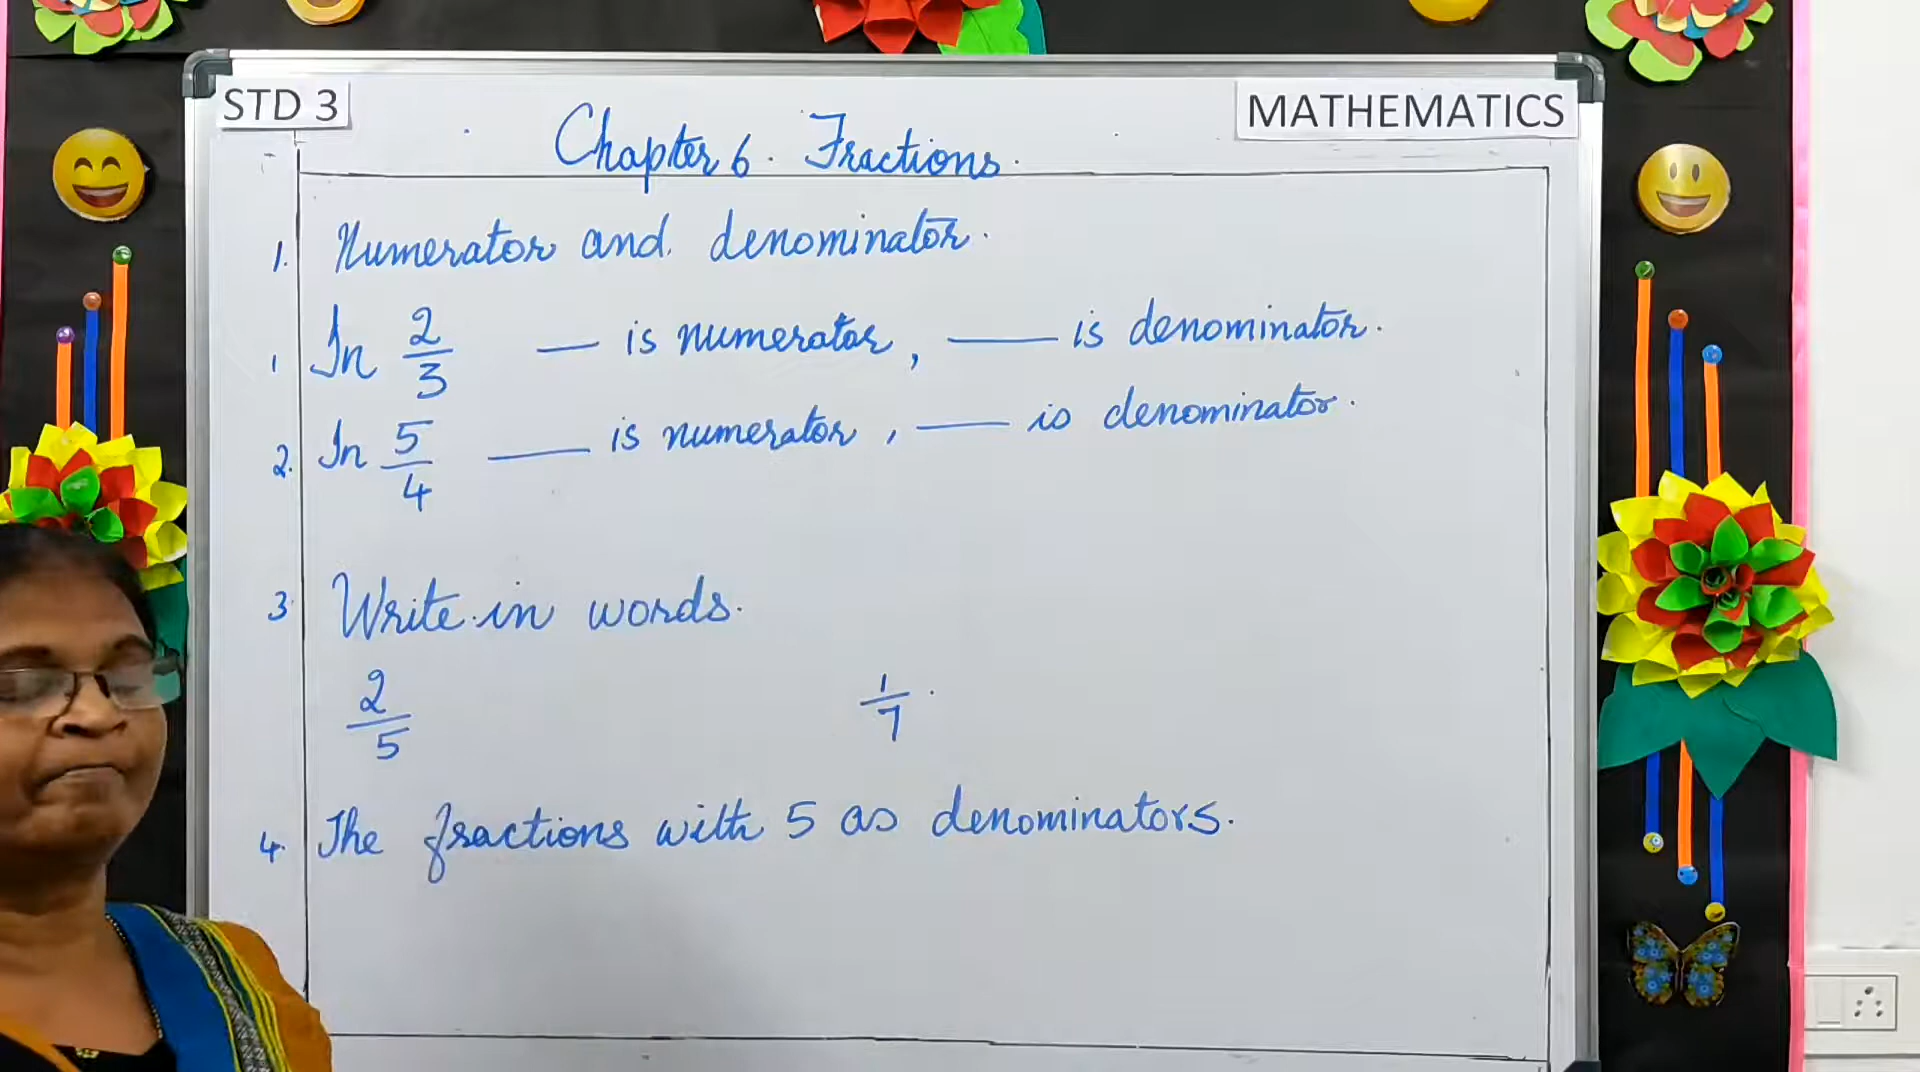 STD 3
MATHEMATICS
Chapter 6. Fractions.
1. Numerator and denominator.
1 In 2/3 ___ is numerator, ___ is denominator.
2. In 5/4 ___ is numerator, ___ is denominator.
3. Write in words.
2/5 1/7
4. The fractions with 5 as denominators.